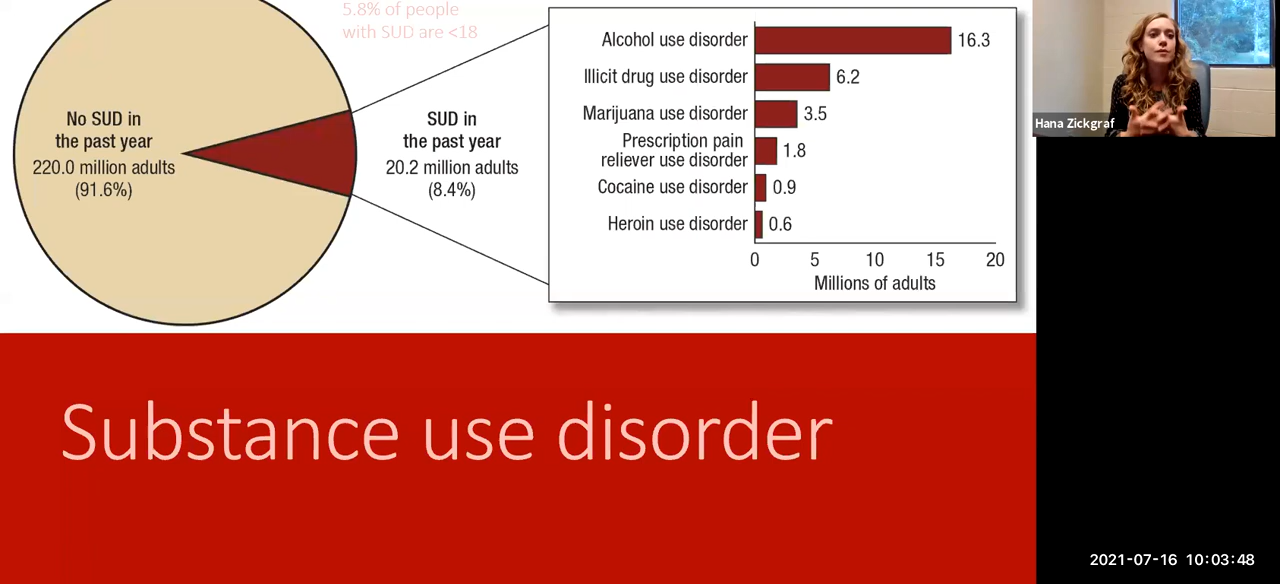 5.8% of people
with SUD are <18
No SUD in
the past year
220.0 million adults
(91.6%)
SUD in
the past year
20.2 million adults
(8.4%)
Alcohol use disorder 16.3
Illicit drug use disorder 6.2
Marijuana use disorder 3.5
Prescription pain
reliever use disorder 1.8
Cocaine use disorder 0.9
Heroin use disorder 0.6
0 5 10 15 20
Millions of adults
Hana Zickgraf
Substance use disorder
2021-07-16 10:03:48